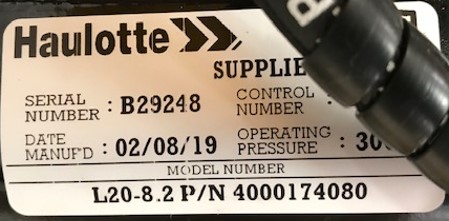 Haulotte
SERIAL NUMBER : B29248 CONTROL NUMBER :
DATE MANUF'D : 02/08/19 OPERATING PRESSURE :
MODEL NUMBER
L20-8.2 P/N 4000174080